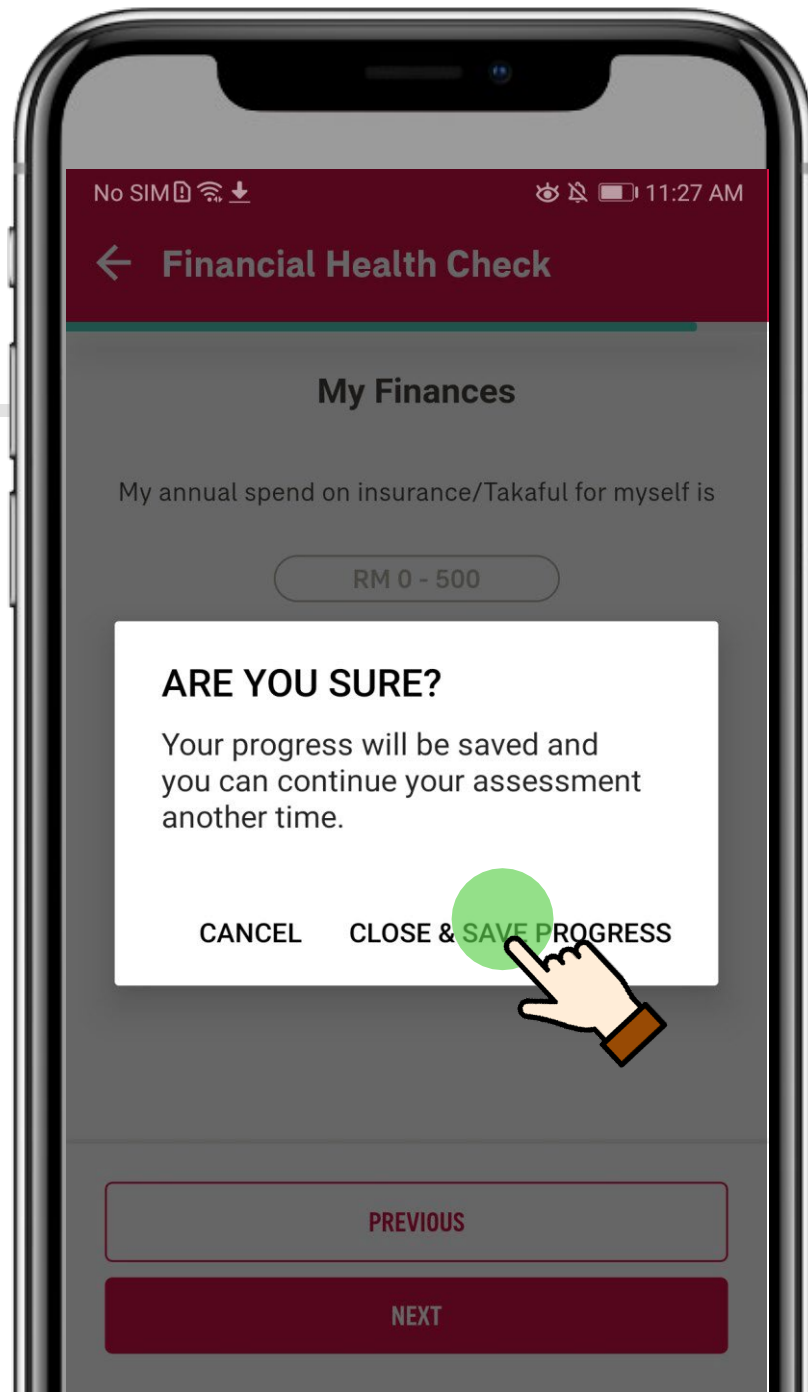 No SIM 11:27 AM
Financial Health Check
My Finances
My annual spend on insurance/Takaful for myself is
RM 0 - 500
ARE YOU SURE?
Your progress will be saved and
you can continue your assessment
another time.
CANCEL CLOSE & SAVE PROGRESS
PREVIOUS
NEXT